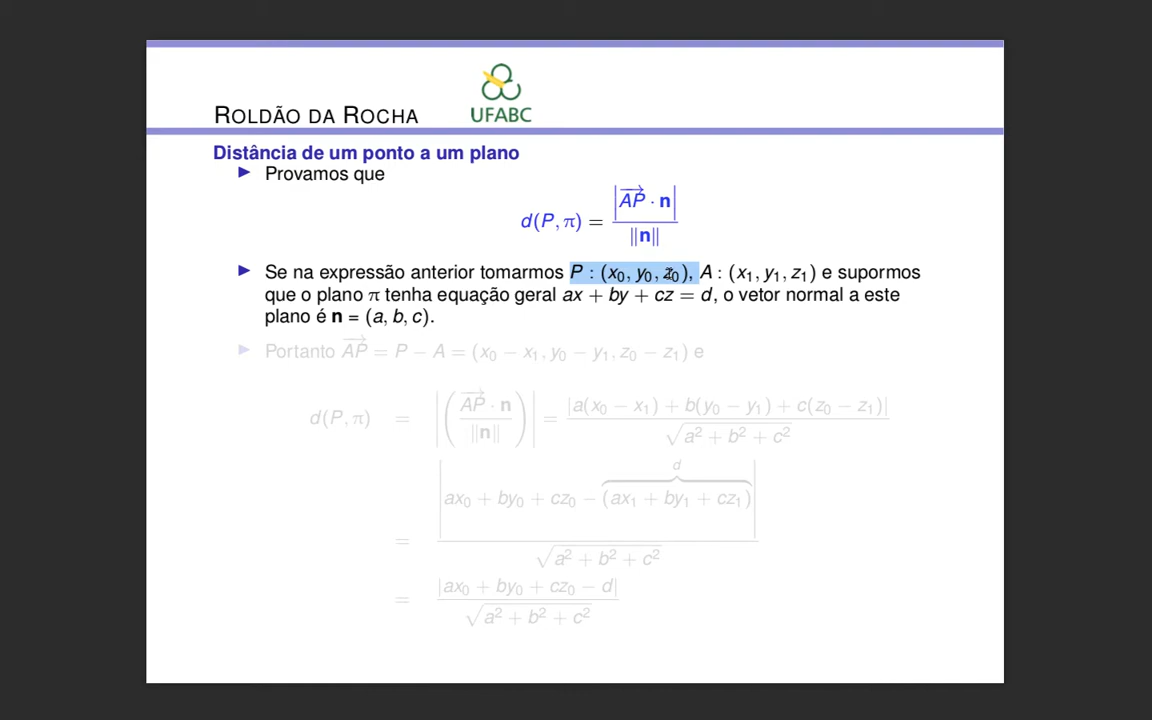 ROLDÃO DA ROCHA
UFABC
Distância de um ponto a um plano
▶ Provamos que
d(P, π) = |AP⃗ · n| / ‖n‖
▶ Se na expressão anterior tomarmos P : (x₀, y₀, z₀), A : (x₁, y₁, z₁) e supormos
que o plano π tenha equação geral ax + by + cz = d, o vetor normal a este
plano é n = (a, b, c).
▶ Portanto AP⃗ = P − A = (x₀ − x₁, y₀ − y₁, z₀ − z₁) e
d(P, π) = |(AP⃗ · n / ‖n‖)| = |a(x₀ − x₁) + b(y₀ − y₁) + c(z₀ − z₁)| / √(a² + b² + c²)
d
= |ax₀ + by₀ + cz₀ − (ax₁ + by₁ + cz₁)| / √(a² + b² + c²)
= |ax₀ + by₀ + cz₀ − d| / √(a² + b² + c²)